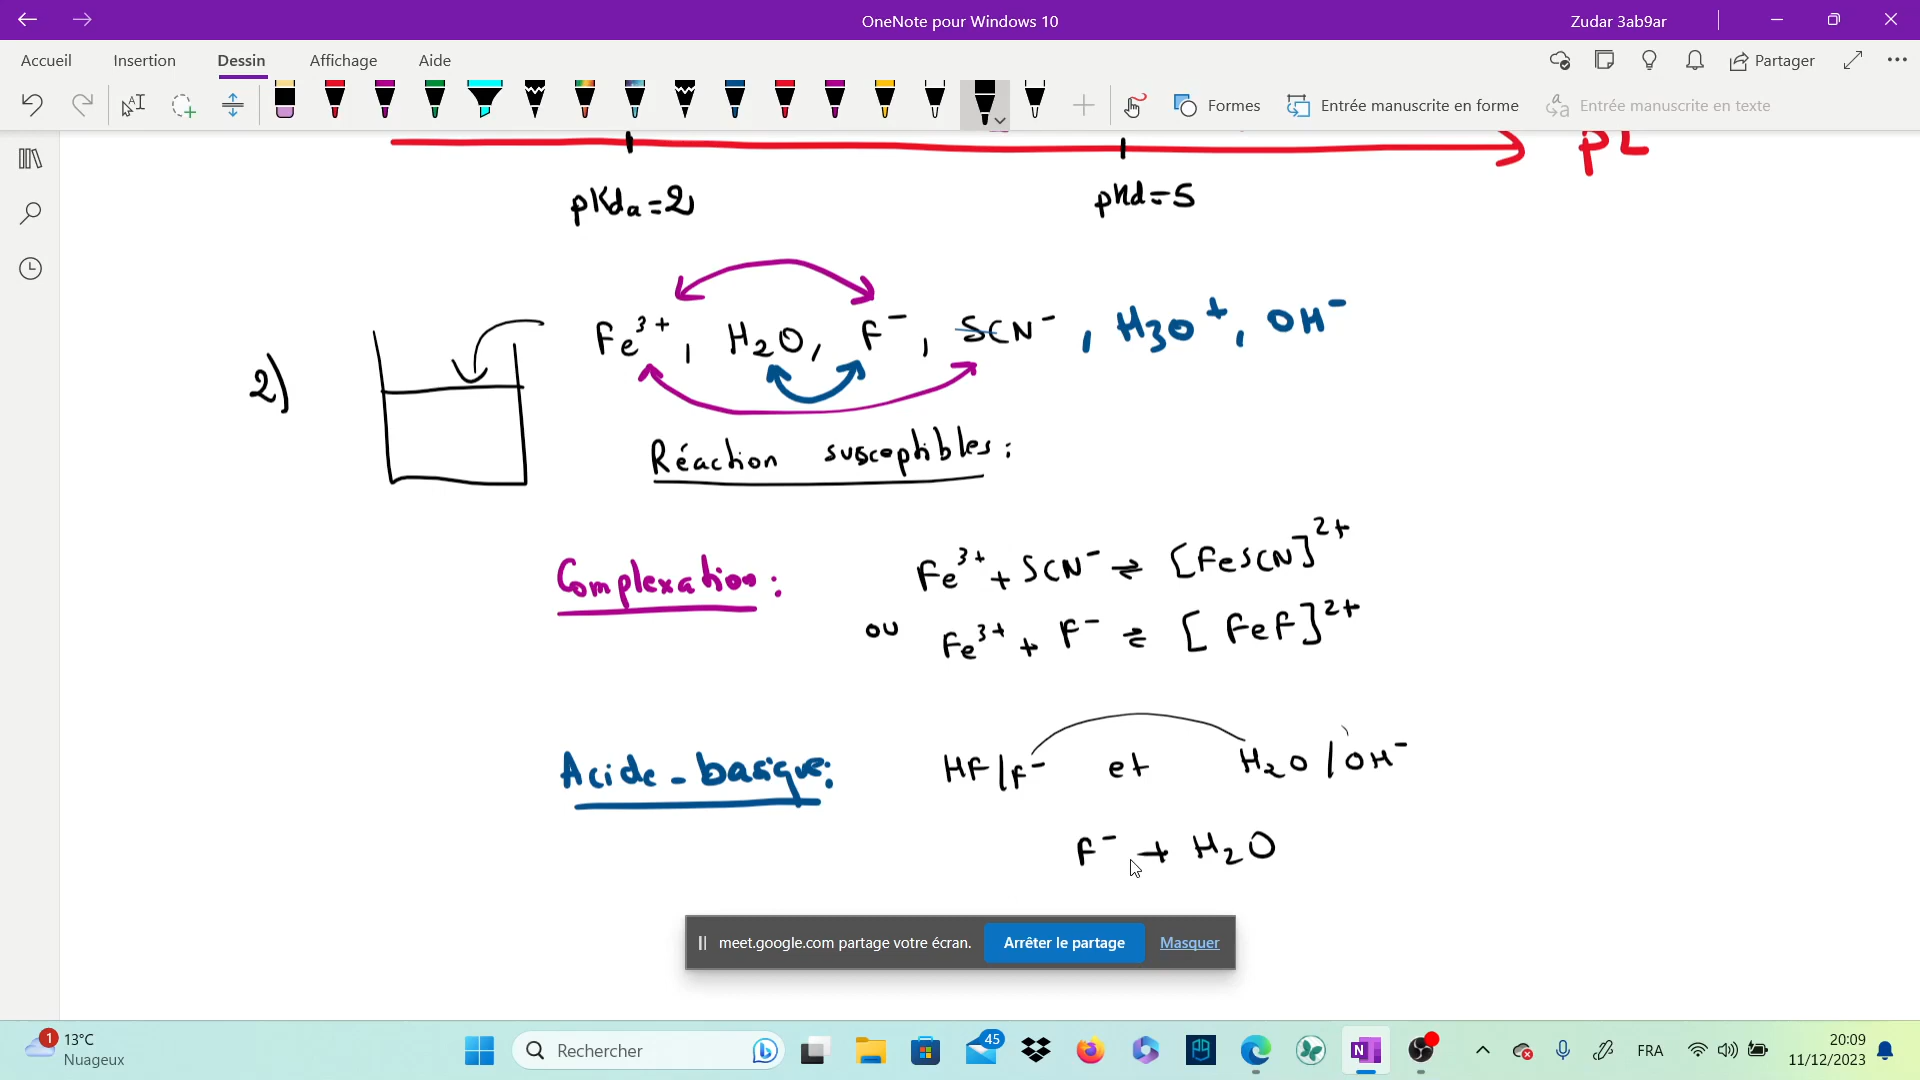 OneNote pour Windows 10
Zudar 3ab9ar
Accueil
Insertion
Dessin
Affichage
Aide
Partager
Formes
Entrée manuscrite en forme
Entrée manuscrite en texte
pL
pKda=2
pKd=5
2)
Fe³⁺, H₂O, F⁻, SCN⁻, H₃O⁺, OH⁻
Réaction susceptibles :
Complexation :
Fe³⁺ + SCN⁻ ⇌ [FeSCN]²⁺
ou Fe³⁺ + F⁻ ⇌ [FeF]²⁺
Acide-basique :
HF/F⁻ et H₂O/OH⁻
F⁻ + H₂O
meet.google.com partage votre écran.
Arrêter le partage
Masquer
1
13°C
Nuageux
Rechercher
45
FRA
20:09
11/12/2023